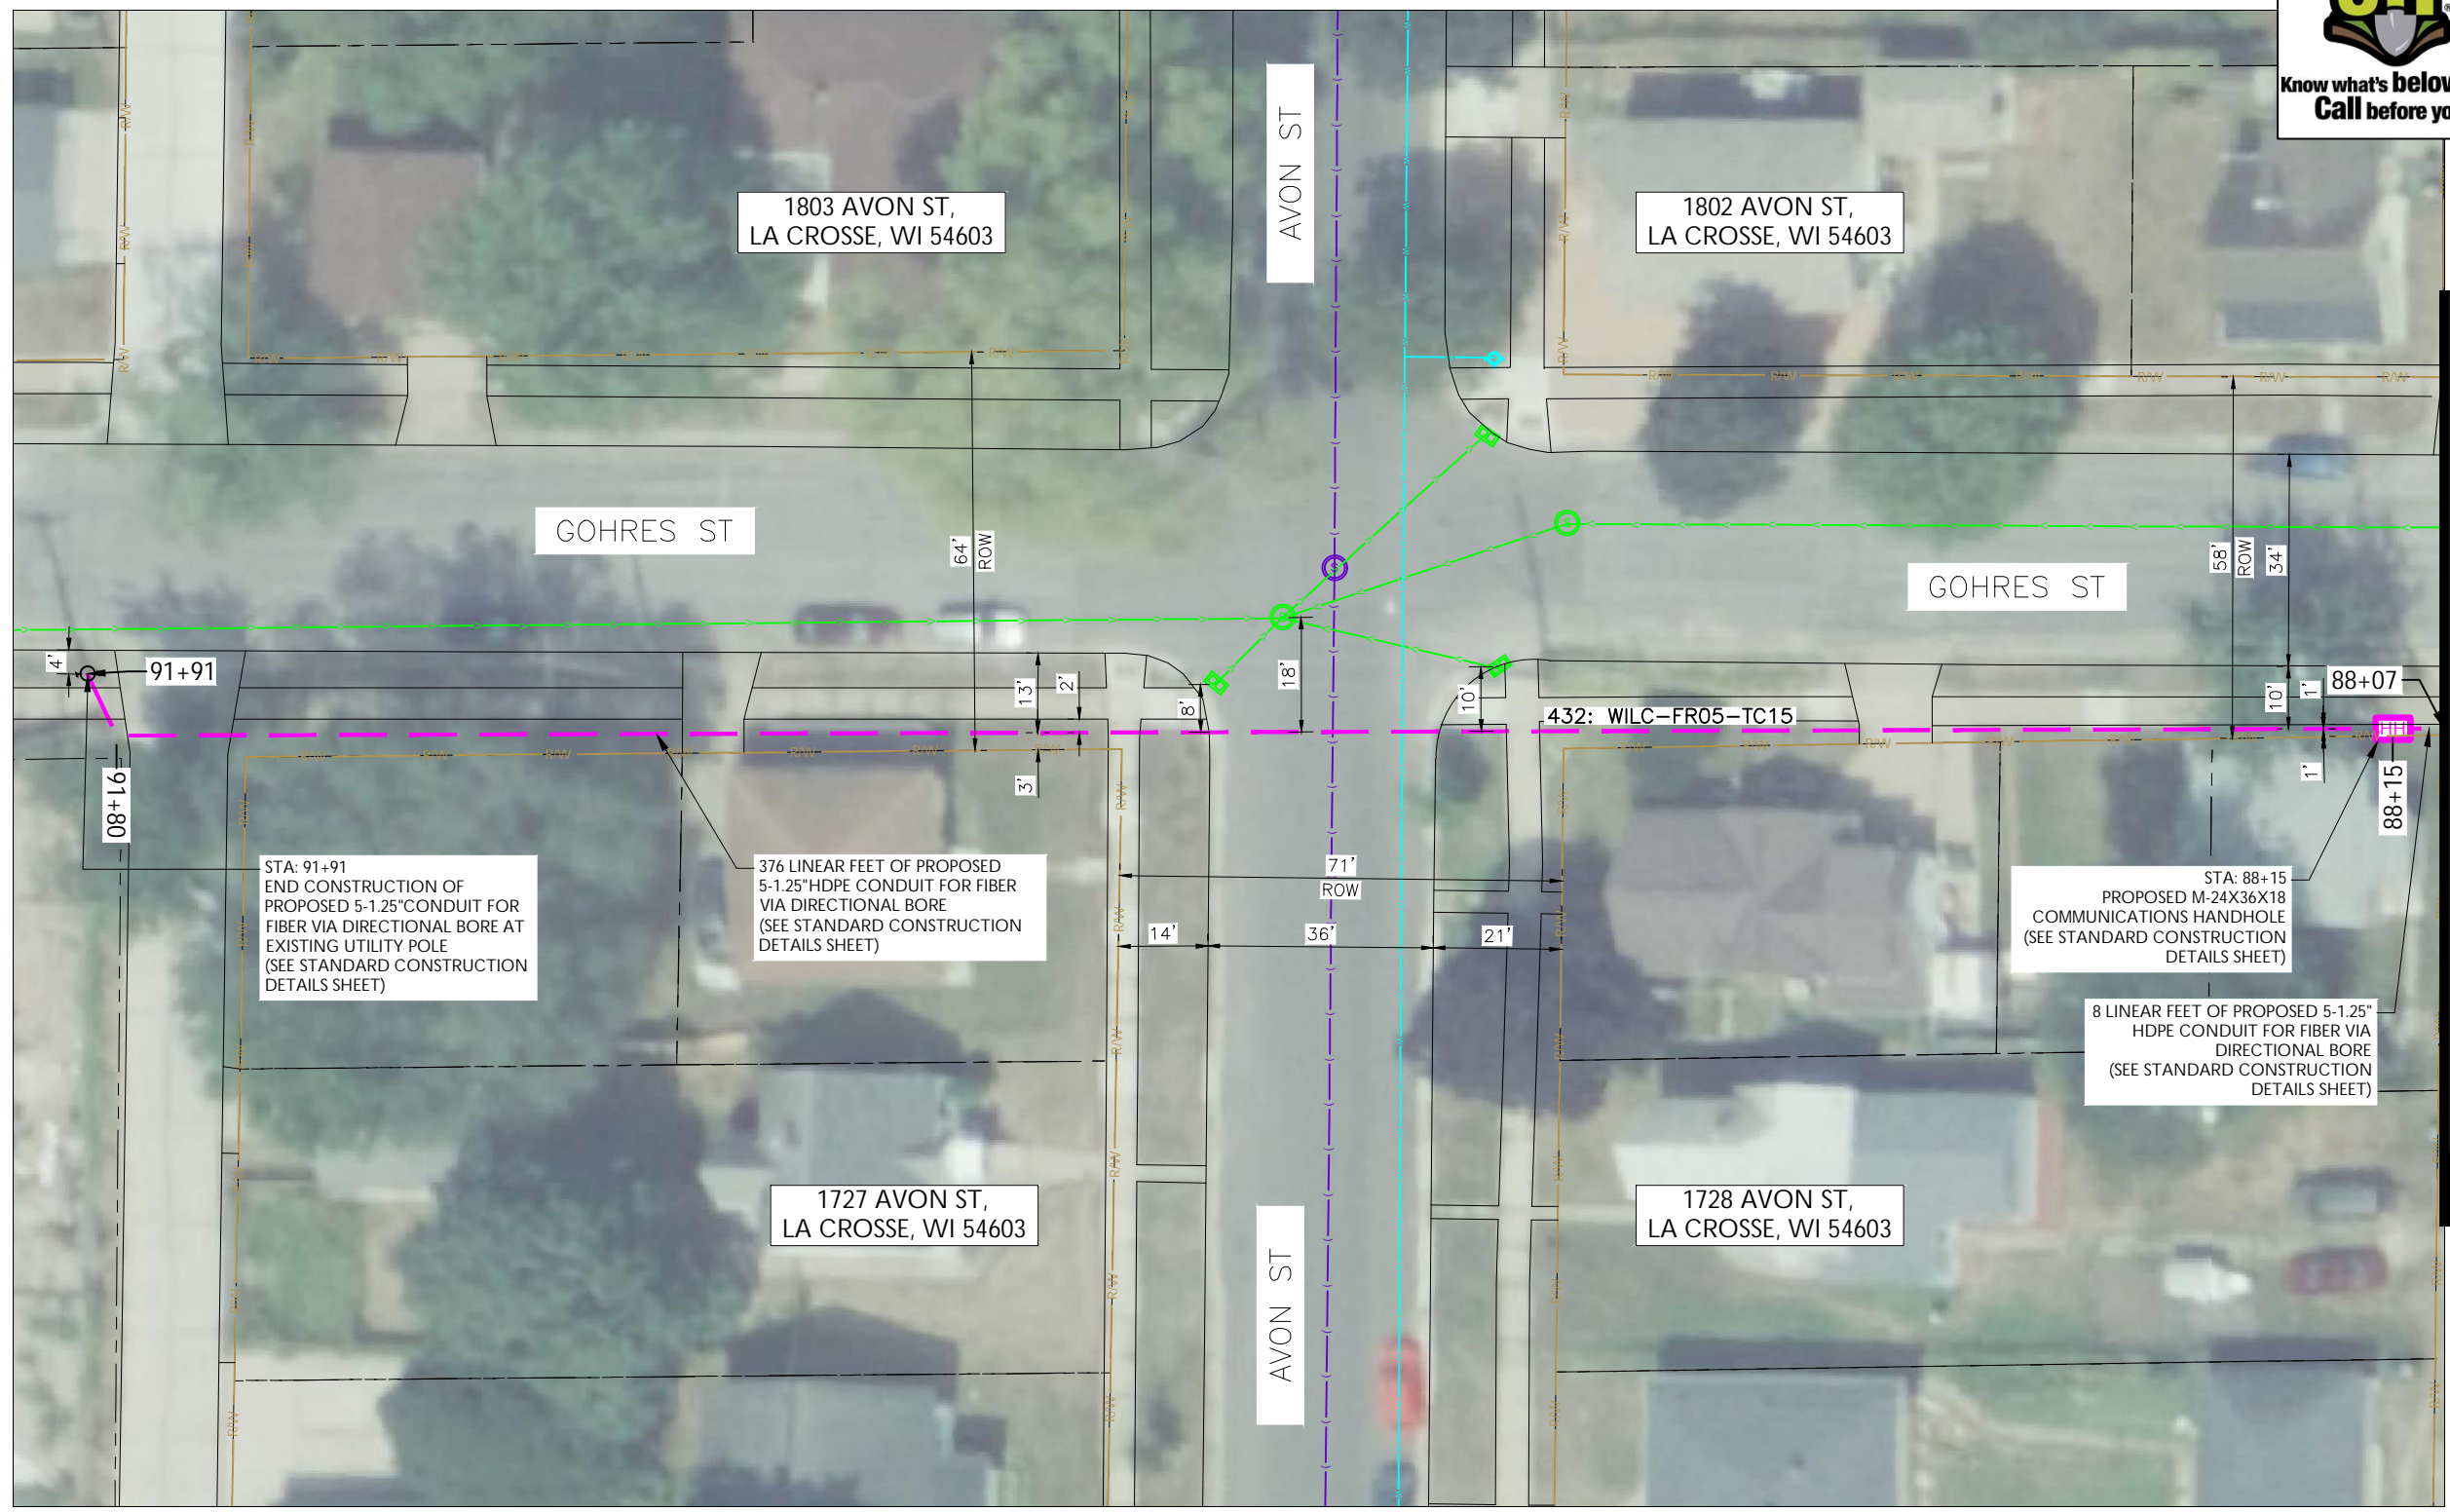 Know what's below
Call before yo
AVON ST
1803 AVON ST,
LA CROSSE, WI 54603
1802 AVON ST,
LA CROSSE, WI 54603
GOHRES ST
64'
ROW
GOHRES ST
58'
ROW
34'
4'
91+91
91+80
13'
2'
3'
8'
18'
10'
432: WILC-FR05-TC15
10'
1'
1'
88+07
HH
88+15
STA: 91+91
END CONSTRUCTION OF
PROPOSED 5-1.25"CONDUIT FOR
FIBER VIA DIRECTIONAL BORE AT
EXISTING UTILITY POLE
(SEE STANDARD CONSTRUCTION
DETAILS SHEET)
376 LINEAR FEET OF PROPOSED
5-1.25"HDPE CONDUIT FOR FIBER
VIA DIRECTIONAL BORE
(SEE STANDARD CONSTRUCTION
DETAILS SHEET)
71'
ROW
14'
36'
21'
STA: 88+15
PROPOSED M-24X36X18
COMMUNICATIONS HANDHOLE
(SEE STANDARD CONSTRUCTION
DETAILS SHEET)
8 LINEAR FEET OF PROPOSED 5-1.25"
HDPE CONDUIT FOR FIBER VIA
DIRECTIONAL BORE
(SEE STANDARD CONSTRUCTION
DETAILS SHEET)
1727 AVON ST,
LA CROSSE, WI 54603
AVON ST
1728 AVON ST,
LA CROSSE, WI 54603
R/W